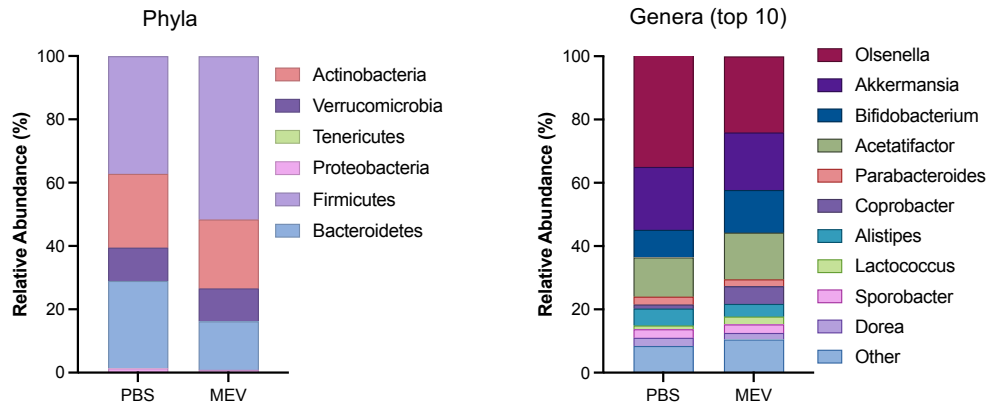 Phyla
Relative Abundance (%)
100
80
60
40
20
0
PBS
MEV
Actinobacteria
Verrucomicrobia
Tenericutes
Proteobacteria
Firmicutes
Bacteroidetes
Genera (top 10)
Relative Abundance (%)
100
80
60
40
20
0
PBS
MEV
Olsenella
Akkermansia
Bifidobacterium
Acetatifactor
Parabacteroides
Coprobacter
Alistipes
Lactococcus
Sporobacter
Dorea
Other